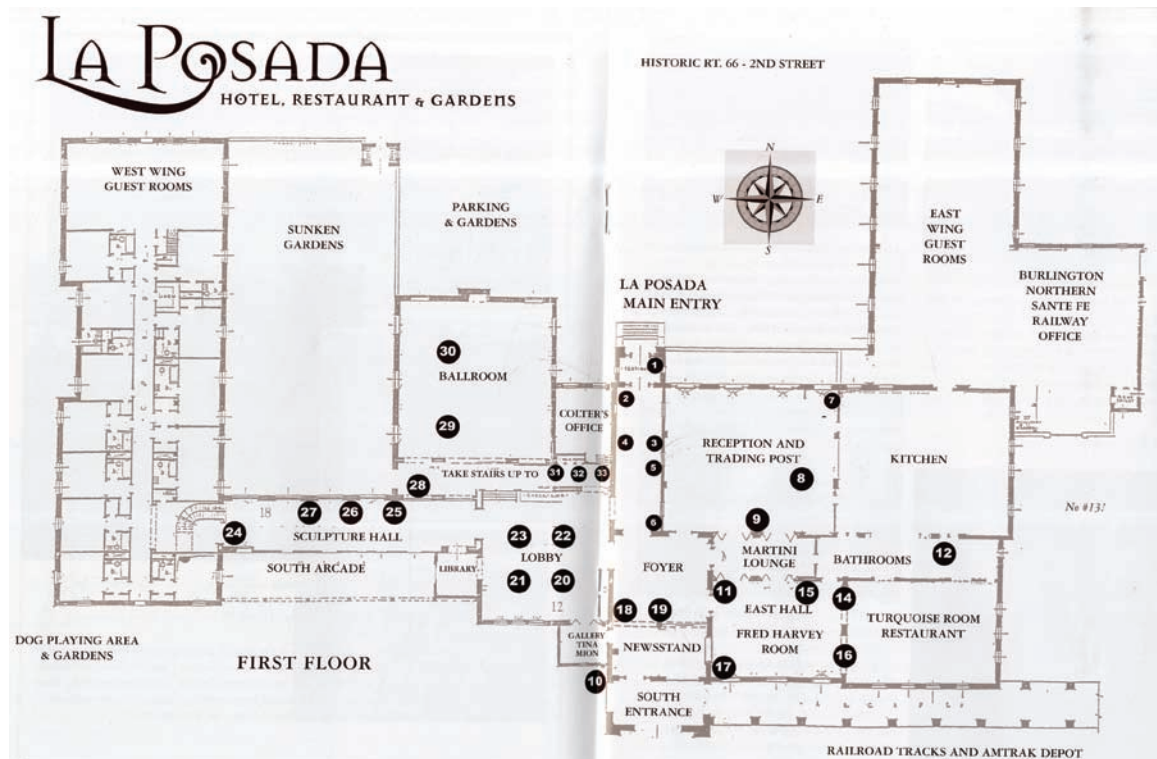 LA POSADA
HOTEL, RESTAURANT & GARDENS
HISTORIC RT. 66 - 2ND STREET
N
W E
S
WEST WING
GUEST ROOMS
SUNKEN
GARDENS
PARKING
& GARDENS
EAST
WING
GUEST
ROOMS
BURLINGTON
NORTHERN
SANTE FE
RAILWAY
OFFICE
LA POSADA
MAIN ENTRY
1
2
3
4
5
6
7
8
9
30
BALLROOM
29
COLTER'S
OFFICE
RECEPTION AND
TRADING POST
KITCHEN
TAKE STAIRS UP TO
31
32
33
28
No #13!
18
27
26
25
24
SCULPTURE HALL
23
22
LOBBY
21
20
12
SOUTH ARCADE
LIBRARY
FOYER
MARTINI
LOUNGE
BATHROOMS
12
11
15
14
EAST HALL
FRED HARVEY
ROOM
TURQUOISE ROOM
RESTAURANT
18
19
GALLERY
TINA
MION
NEWSSTAND
17
16
10
SOUTH
ENTRANCE
DOG PLAYING AREA
& GARDENS
FIRST FLOOR
RAILROAD TRACKS AND AMTRAK DEPOT